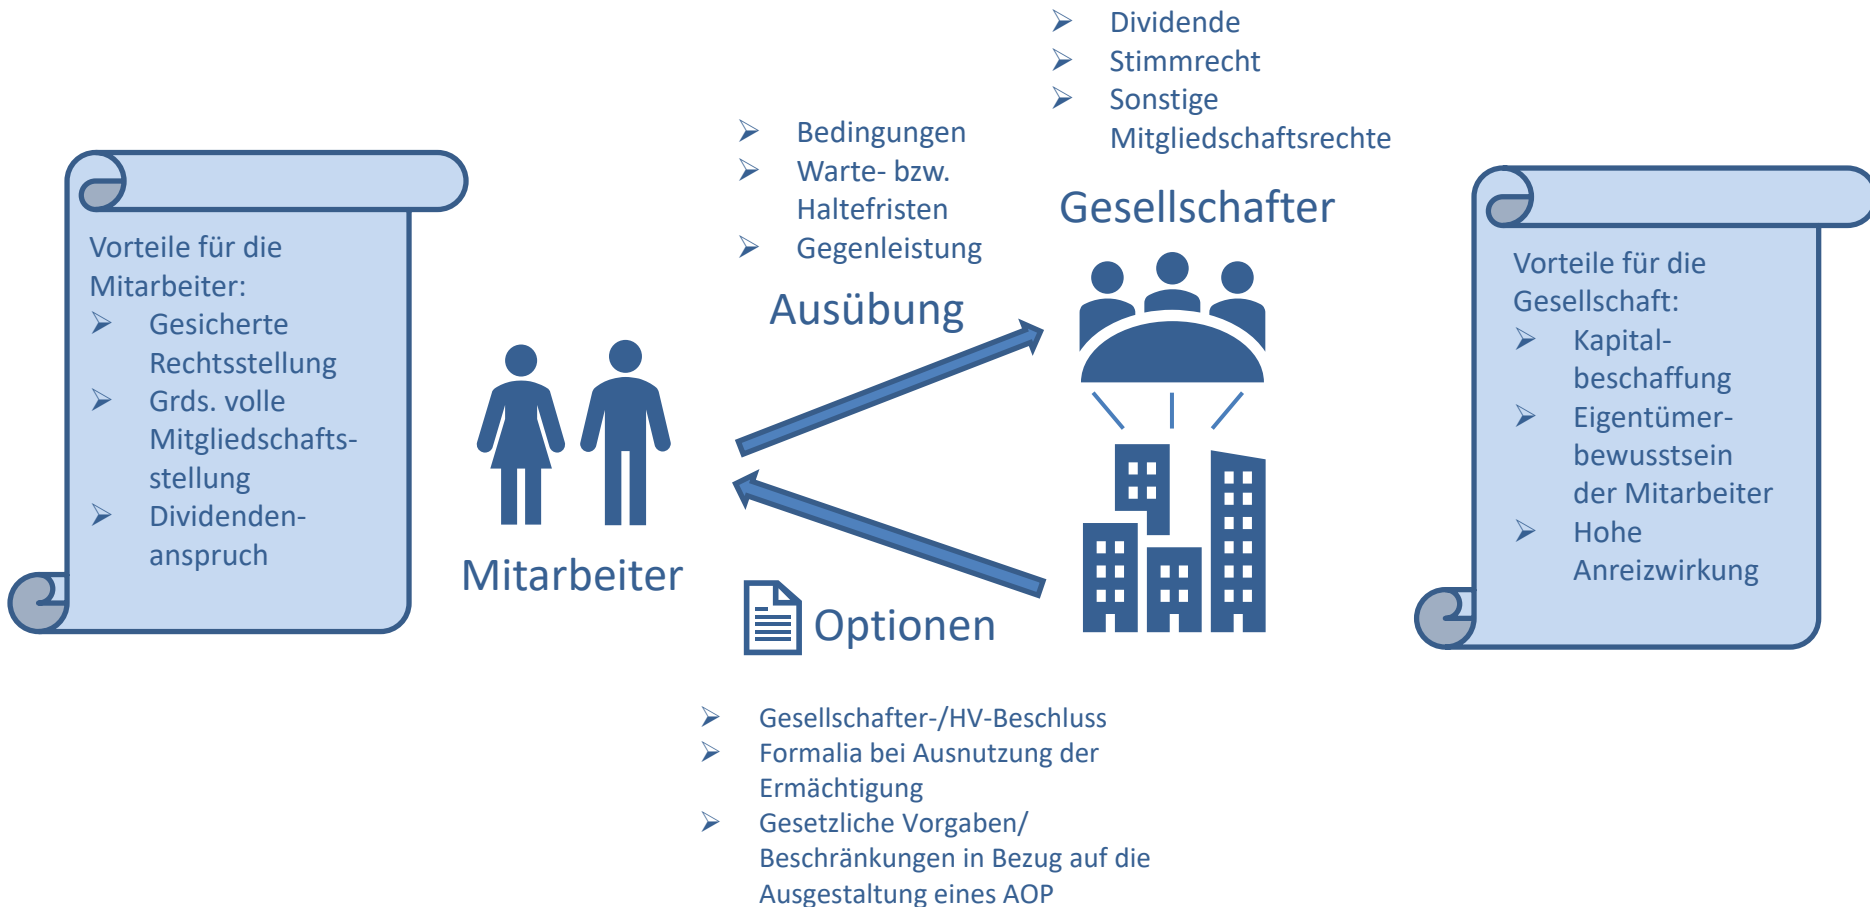 Vorteile für die
Mitarbeiter:
➢ Gesicherte
Rechtsstellung
➢ Grds. volle
Mitgliedschafts-
stellung
➢ Dividenden-
anspruch
Mitarbeiter
➢ Bedingungen
➢ Warte- bzw.
Haltefristen
➢ Gegenleistung
Ausübung
➢ Dividende
➢ Stimmrecht
➢ Sonstige
Mitgliedschaftsrechte
Gesellschafter
Optionen
➢ Gesellschafter-/HV-Beschluss
➢ Formalia bei Ausnutzung der
Ermächtigung
➢ Gesetzliche Vorgaben/
Beschränkungen in Bezug auf die
Ausgestaltung eines AOP
Vorteile für die
Gesellschaft:
➢ Kapital-
beschaffung
➢ Eigentümer-
bewusstsein
der Mitarbeiter
➢ Hohe
Anreizwirkung